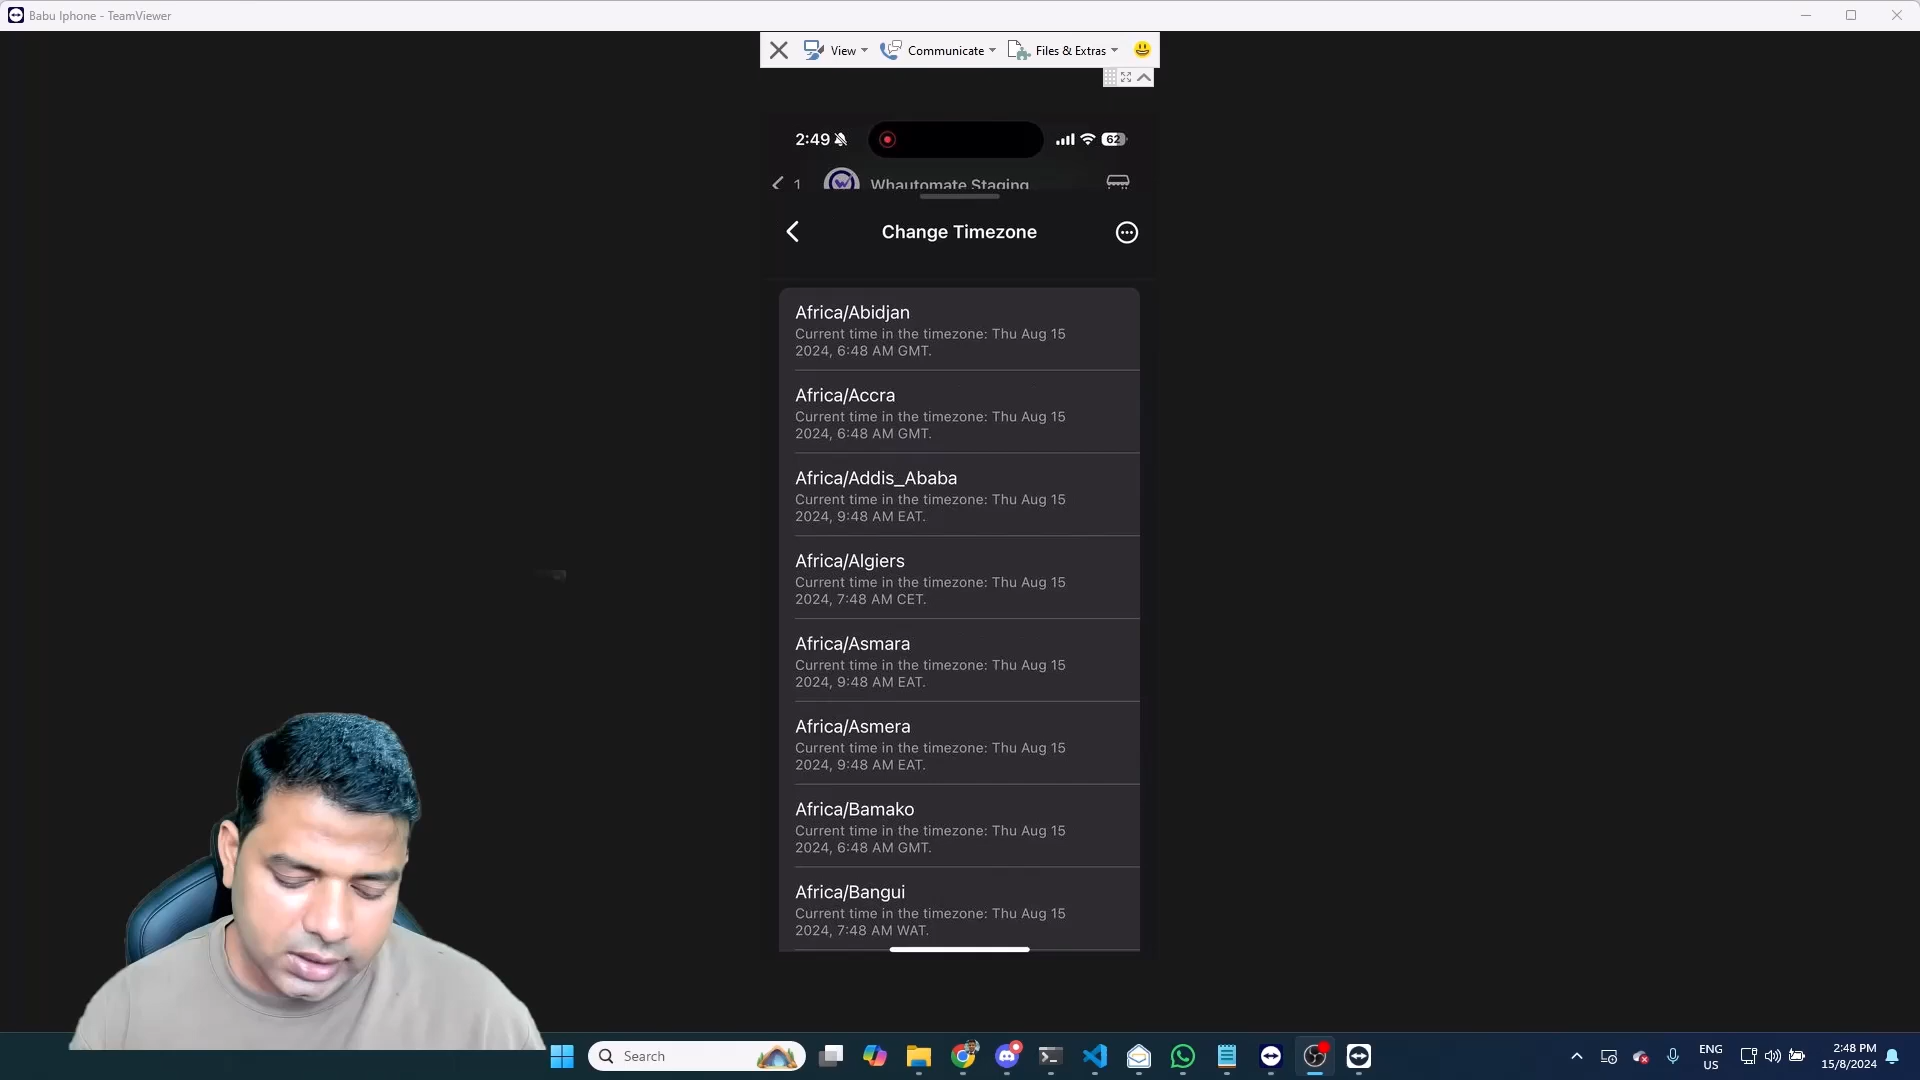 Babu Iphone - TeamViewer
View
Communicate
Files & Extras
2:49
62
1
Whautomate Staging
Change Timezone
Africa/Abidjan
Current time in the timezone: Thu Aug 15
2024, 6:48 AM GMT.
Africa/Accra
Current time in the timezone: Thu Aug 15
2024, 6:48 AM GMT.
Africa/Addis_Ababa
Current time in the timezone: Thu Aug 15
2024, 9:48 AM EAT.
Africa/Algiers
Current time in the timezone: Thu Aug 15
2024, 7:48 AM CET.
Africa/Asmara
Current time in the timezone: Thu Aug 15
2024, 9:48 AM EAT.
Africa/Asmera
Current time in the timezone: Thu Aug 15
2024, 9:48 AM EAT.
Africa/Bamako
Current time in the timezone: Thu Aug 15
2024, 6:48 AM GMT.
Africa/Bangui
Current time in the timezone: Thu Aug 15
2024, 7:48 AM WAT.
Search
ENG
US
2:48 PM
15/8/2024